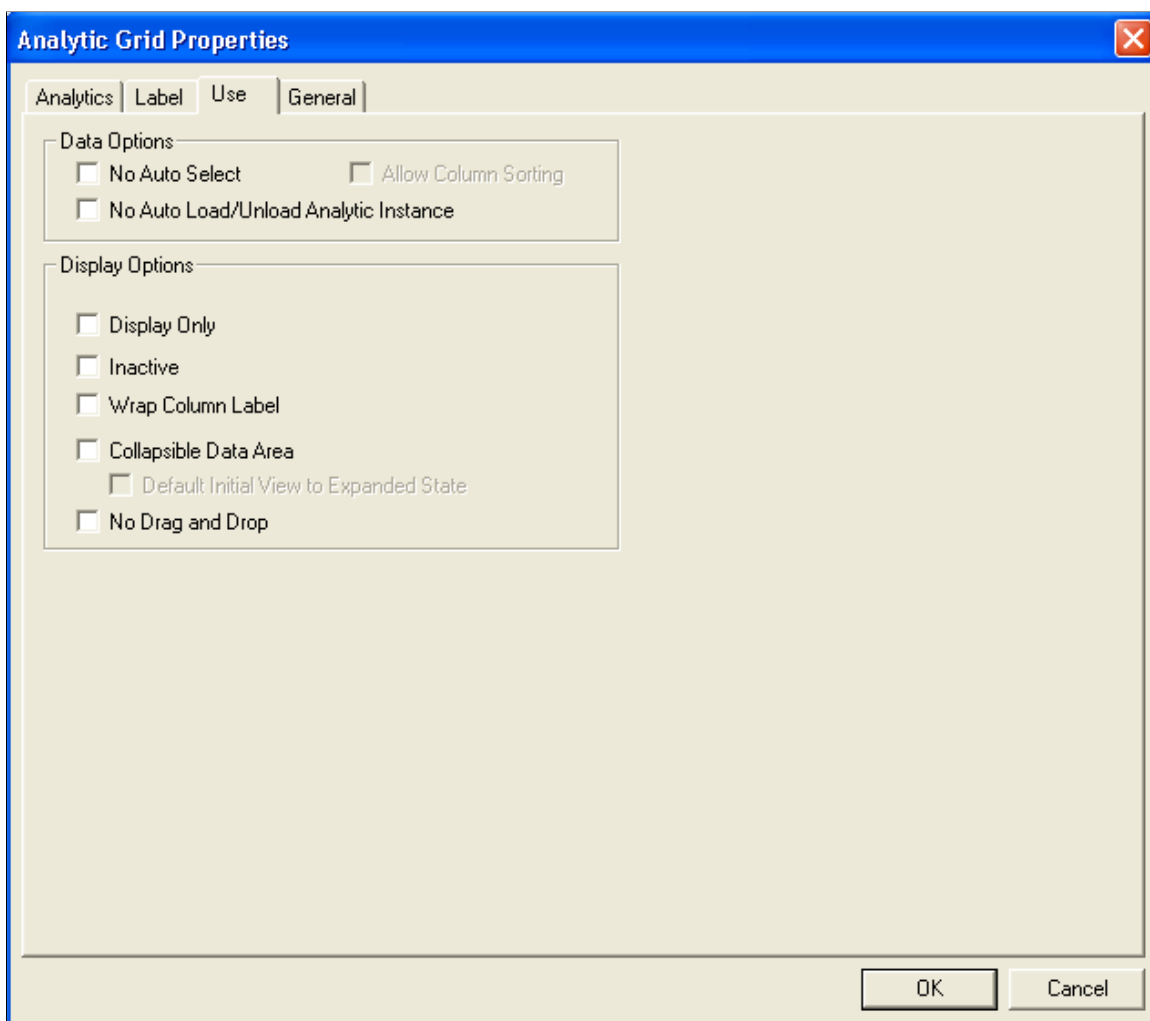 Analytic Grid Properties
Analytics Label Use General
Data Options
No Auto Select Allow Column Sorting
No Auto Load/Unload Analytic Instance
Display Options
Display Only
Inactive
Wrap Column Label
Collapsible Data Area
Default Initial View to Expanded State
No Drag and Drop
OK Cancel